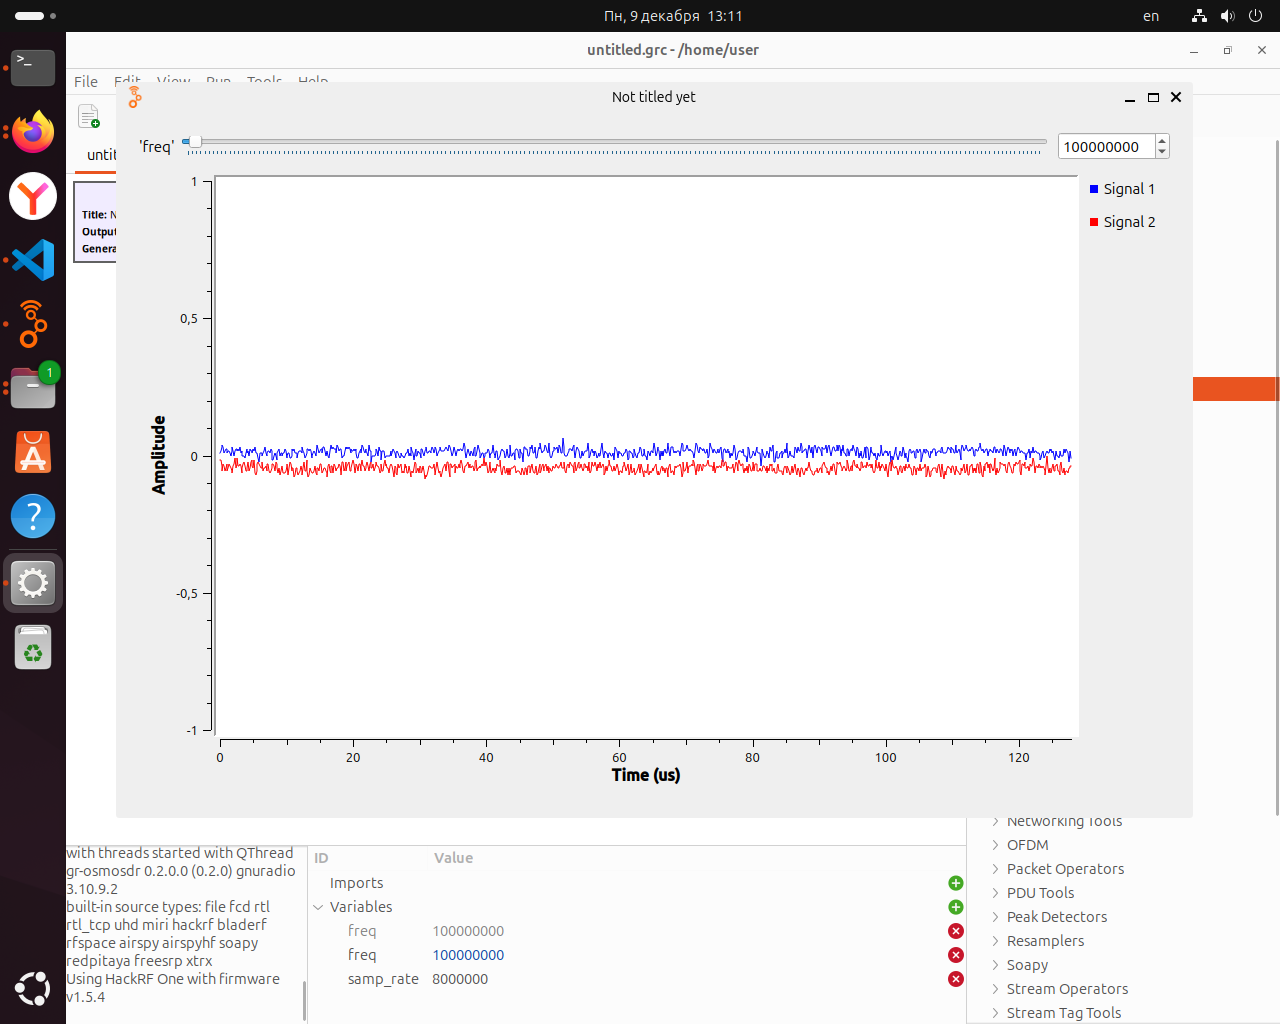 Пн, 9 декабря 13:11
en
untitled.grc - /home/user
File Edit View Run Tools Help
Not titled yet
'freq'
100000000
Signal 1
Signal 2
1
0,5
0
-0,5
-1
Amplitude
0 20 40 60 80 100 120
Time (us)
1
Title:
Output
with threads started with QThread
gr-osmosdr 0.2.0.0 (0.2.0) gnuradio
3.10.9.2
built-in source types: file fcd rtl
rtl_tcp uhd miri hackrf bladerf
rfspace airspy airspyhf soapy
redpitaya freesrp xtrx
Using HackRF One with firmware
v1.5.4
ID Value
Imports
Variables
freq 100000000
freq 100000000
samp_rate 8000000
Networking Tools
OFDM
Packet Operators
PDU Tools
Peak Detectors
Resamplers
Soapy
Stream Operators
Stream Tag Tools